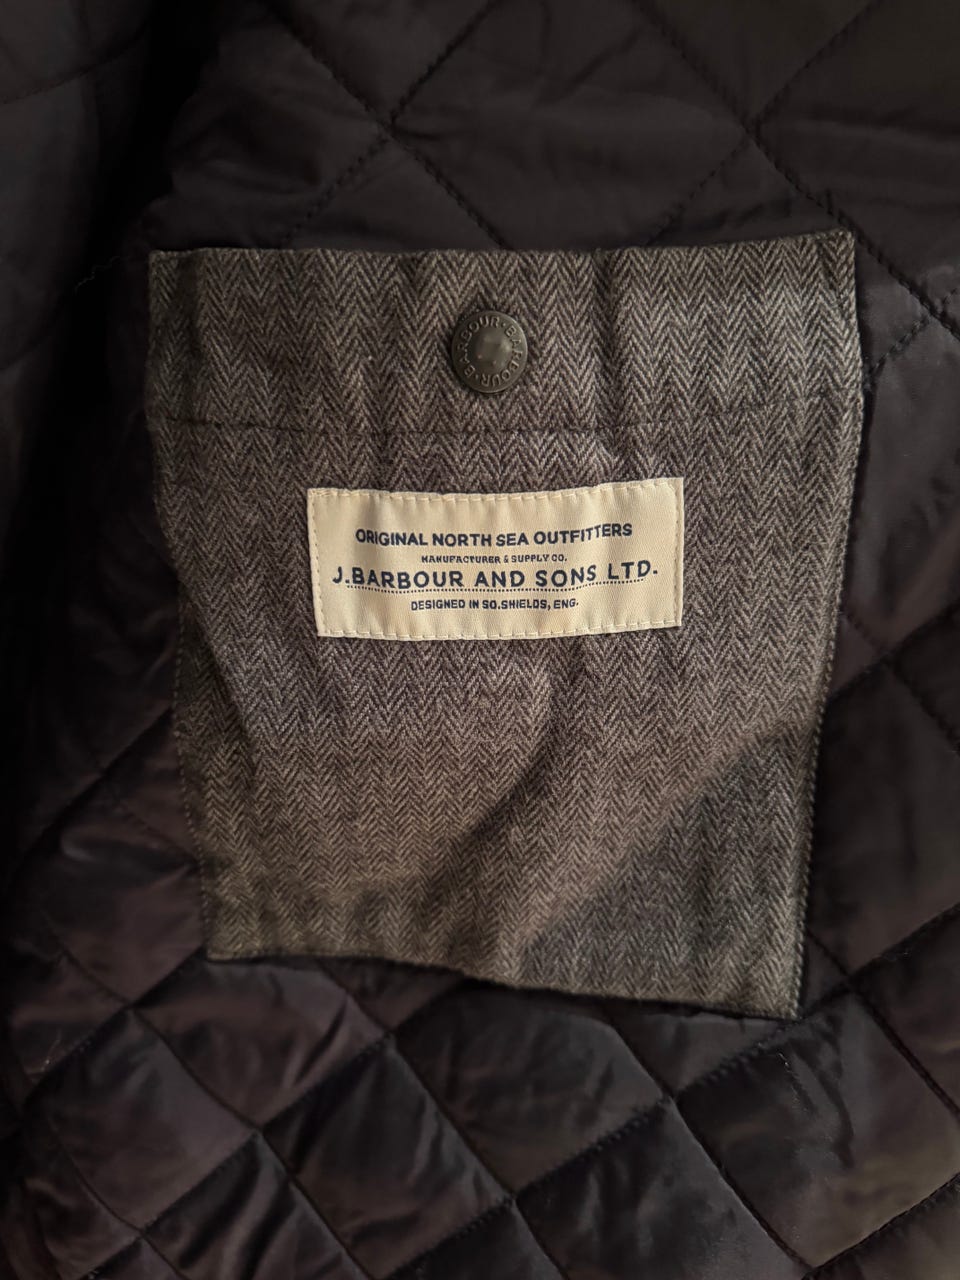 BARBOUR · BARBOUR ·
ORIGINAL NORTH SEA OUTFITTERS
MANUFACTURER & SUPPLY CO.
J.BARBOUR AND SONS LTD.
DESIGNED IN SO.SHIELDS, ENG.